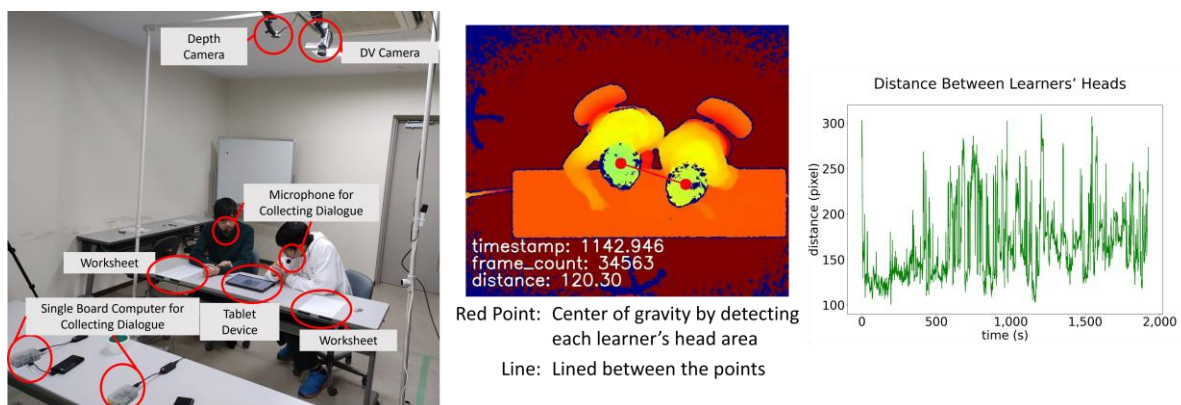 Depth
Camera
DV Camera
Microphone for
Collecting Dialogue
Worksheet
Single Board Computer for
Collecting Dialogue
Tablet
Device
Worksheet
timestamp: 1142.946
frame_count: 34563
distance: 120.30
Red Point: Center of gravity by detecting
each learner's head area
Line: Lined between the points
Distance Between Learners' Heads
distance (pixel)
300
250
200
150
100
0 500 1,000 1,500 2,000
time (s)